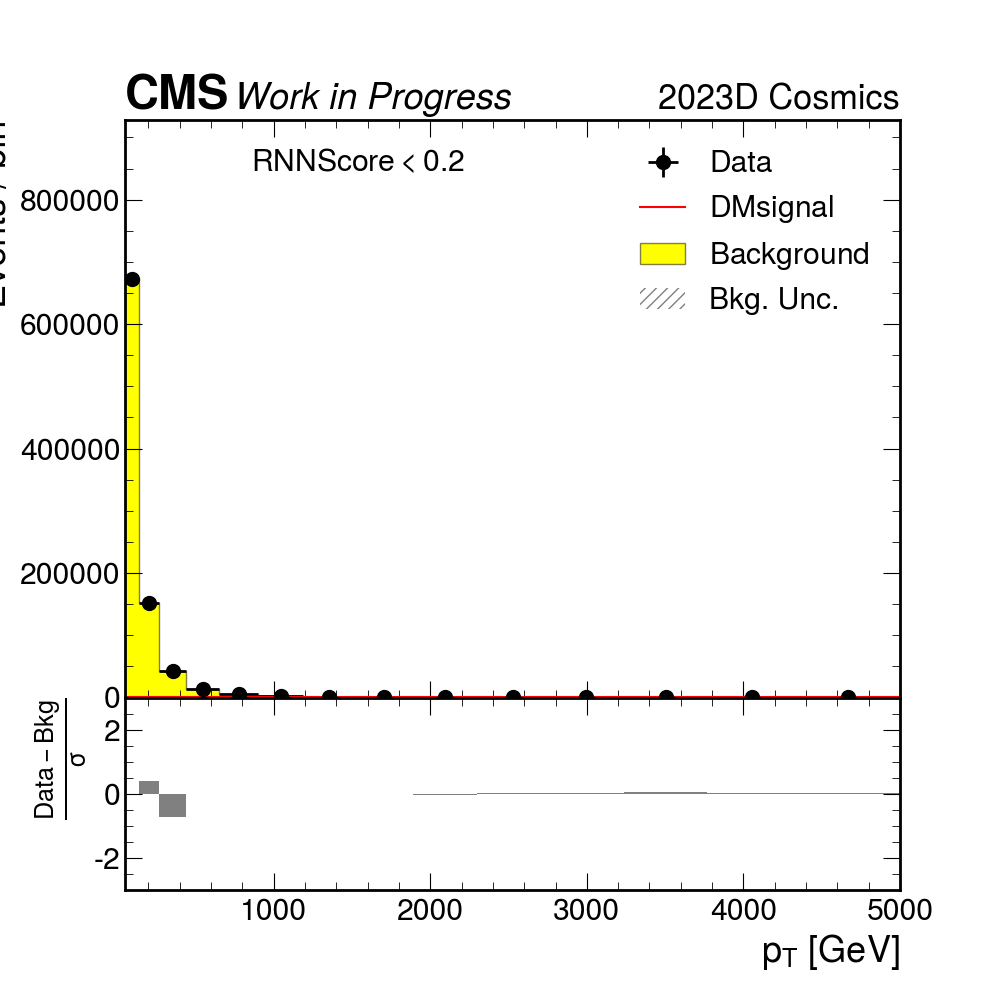 CMS Work in Progress 2023D Cosmics
RNNScore < 0.2
Data
DMsignal
Background
Bkg. Unc.
800000
600000
400000
200000
0
Data – Bkg
σ
2
0
-2
1000 2000 3000 4000 5000
pT [GeV]